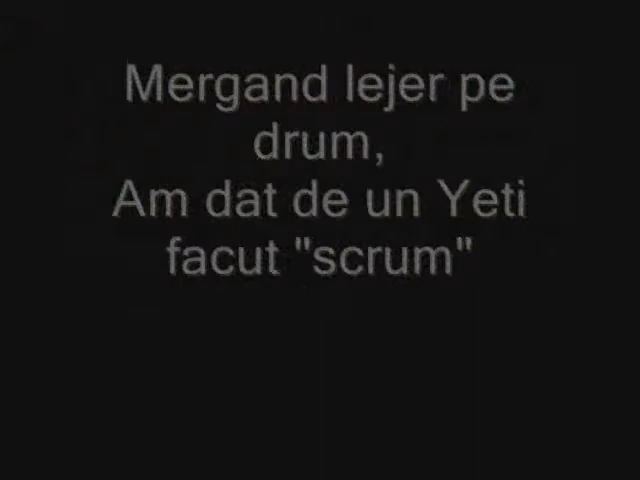 Mergand lejer pe
drum,
Am dat de un Yeti
facut "scrum"